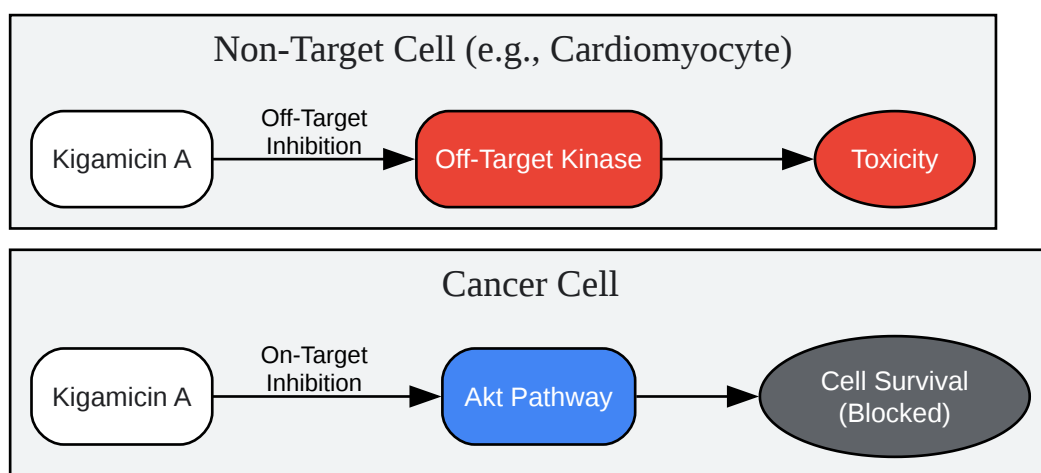 Non-Target Cell (e.g., Cardiomyocyte)
Kigamicin A
Off-Target
Inhibition
Off-Target Kinase
Toxicity
Cancer Cell
Kigamicin A
On-Target
Inhibition
Akt Pathway
Cell Survival
(Blocked)